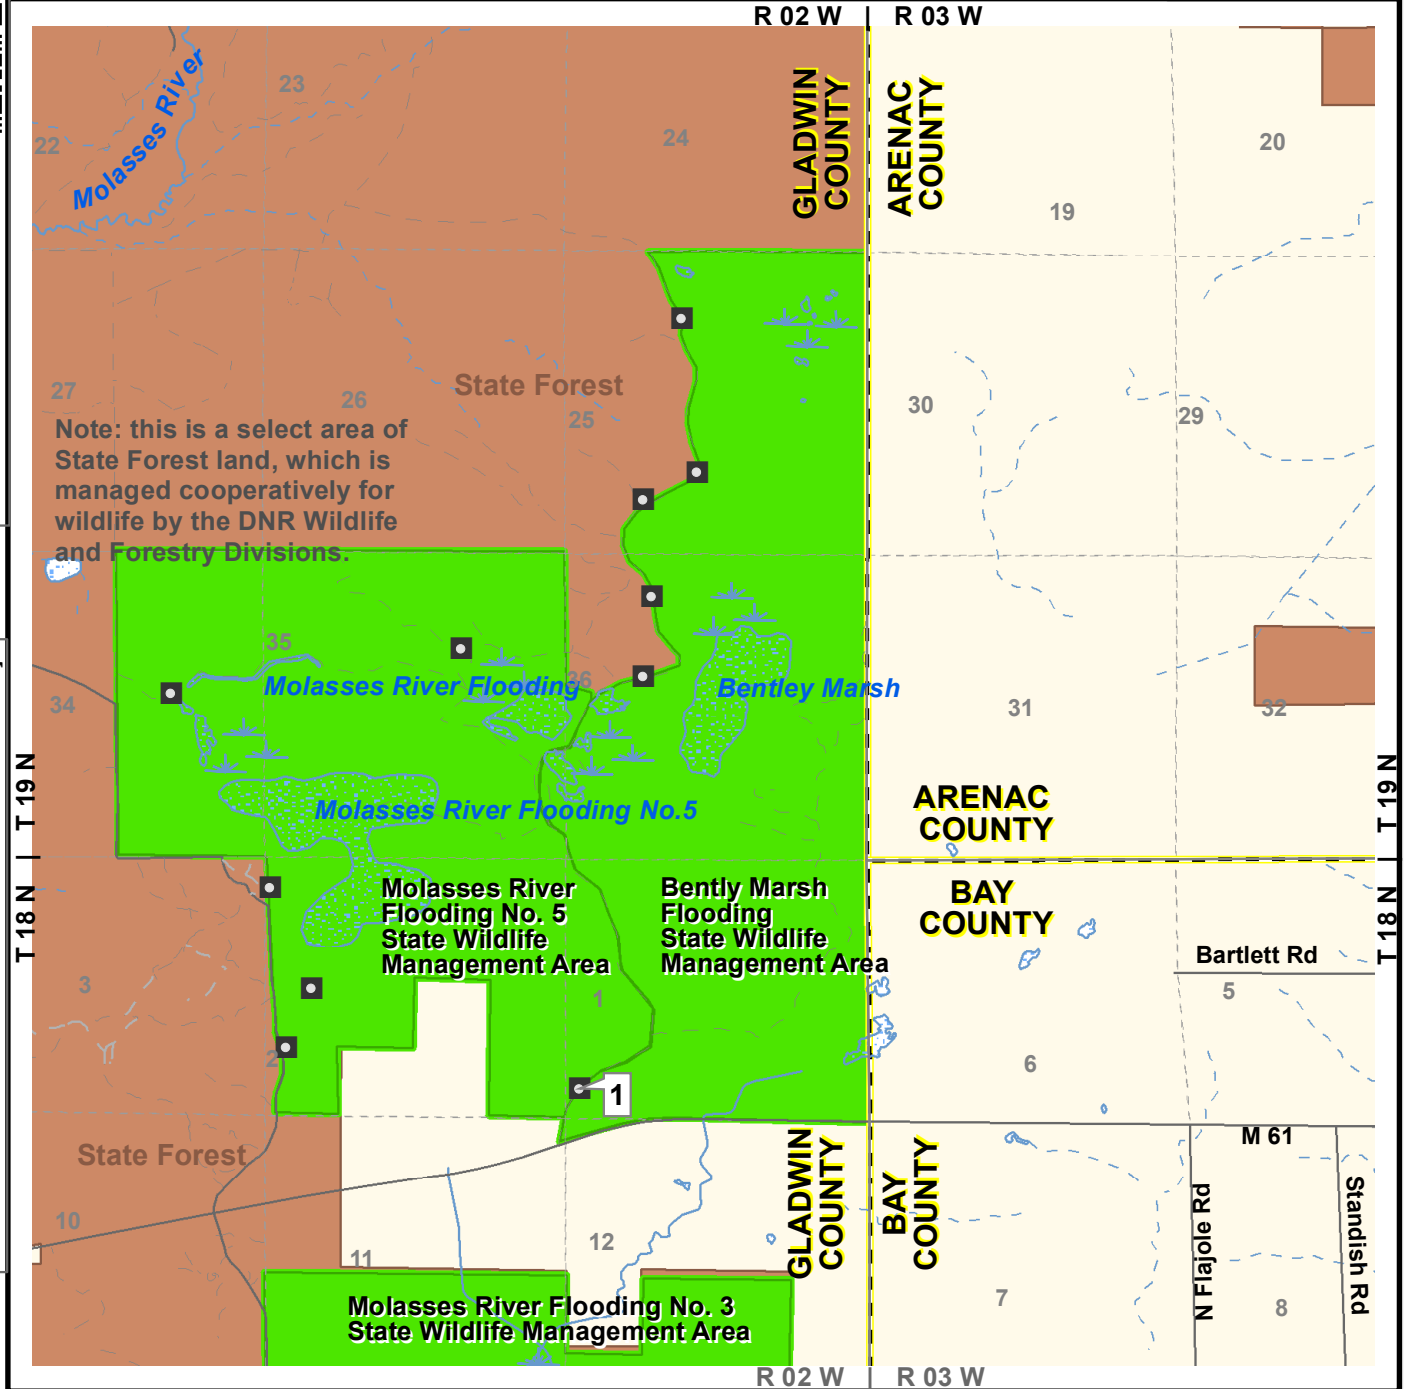 R 02 W
R 03 W
Molasses River
23
22
24
GLADWIN
COUNTY
ARENAC
COUNTY
20
19
27
26
State Forest
25
30
29
Note: this is a select area of
State Forest land, which is
managed cooperatively for
wildlife by the DNR Wildlife
and Forestry Divisions.
35
36
Molasses River Flooding
Bentley Marsh
34
31
32
T 19 N
T 19 N
Molasses River Flooding No.5
ARENAC
COUNTY
T 18 N
T 18 N
Molasses River
Flooding No. 5
State Wildlife
Management Area
Bently Marsh
Flooding
State Wildlife
Management Area
BAY
COUNTY
Bartlett Rd
3
1
5
2
6
1
M 61
State Forest
GLADWIN
COUNTY
BAY
COUNTY
N Flajole Rd
Standish Rd
10
11
12
7
8
Molasses River Flooding No. 3
State Wildlife Management Area
R 02 W
R 03 W